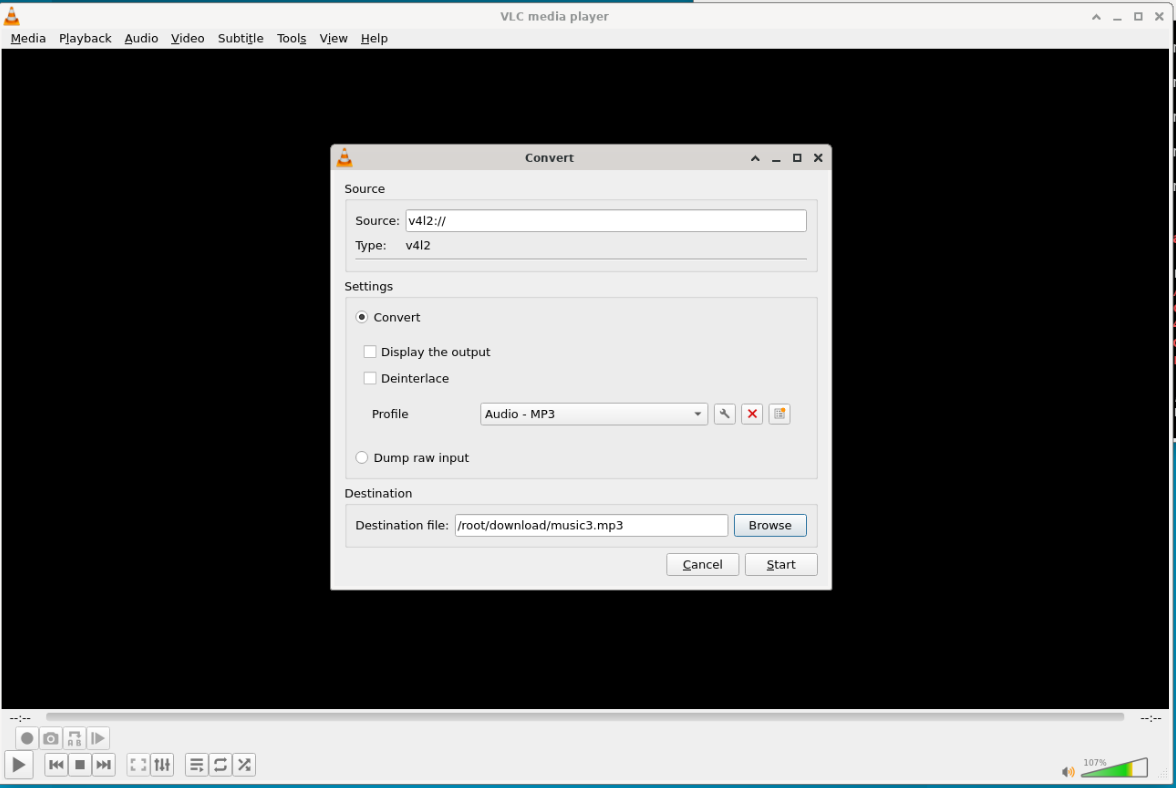 VLC media player
Media Playback Audio Video Subtitle Tools View Help
Convert
Source
Source: v4l2://
Type: v4l2
Settings
Convert
Display the output
Deinterlace
Profile Audio - MP3
Dump raw input
Destination
Destination file: /root/download/music3.mp3 Browse
Cancel Start
--:-- --:--
A B
107%